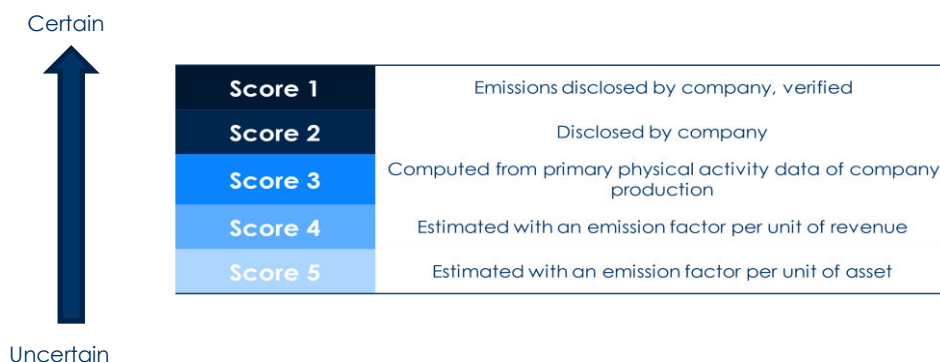 Certain
Score 1 Emissions disclosed by company, verified
Score 2 Disclosed by company
Score 3 Computed from primary physical activity data of company
production
Score 4 Estimated with an emission factor per unit of revenue
Score 5 Estimated with an emission factor per unit of asset
Uncertain